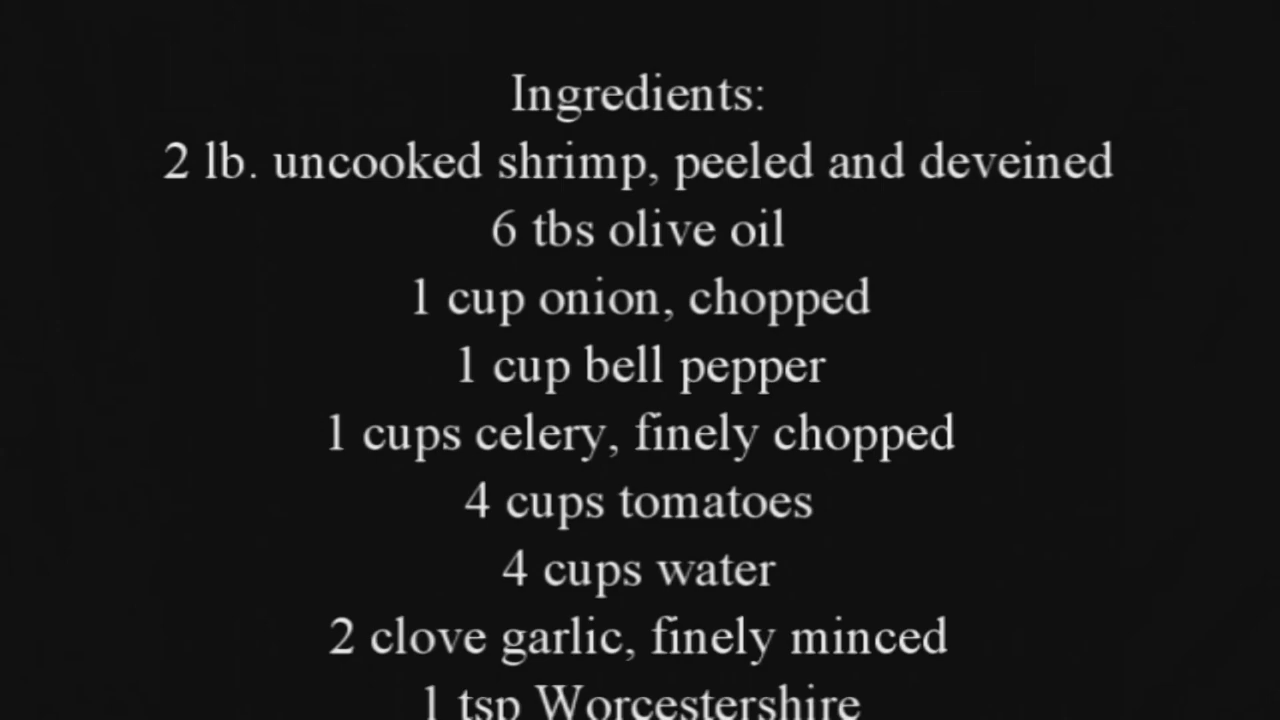 Ingredients:
2 lb. uncooked shrimp, peeled and deveined
6 tbs olive oil
1 cup onion, chopped
1 cup bell pepper
1 cups celery, finely chopped
4 cups tomatoes
4 cups water
2 clove garlic, finely minced
1 tsp Worcestershire